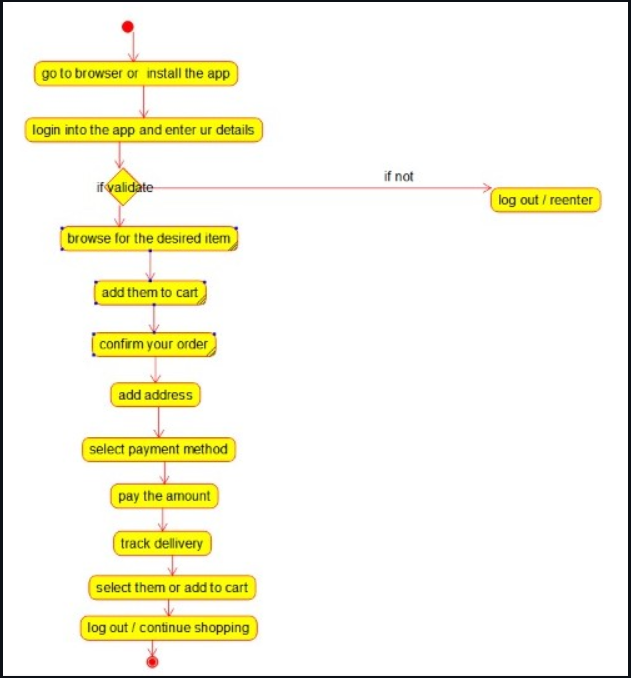 go to browser or install the app
login into the app and enter ur details
if validate
if not
log out / reenter
browse for the desired item
add them to cart
confirm your order
add address
select payment method
pay the amount
track dellivery
select them or add to cart
log out / continue shopping